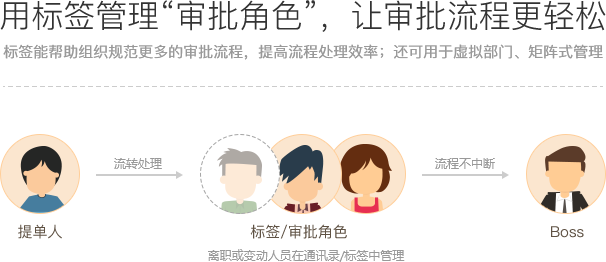 用标签管理“审批角色”，让审批流程更轻松
标签能帮助组织规范更多的审批流程，提高流程处理效率；还可用于虚拟部门、矩阵式管理
流转处理
流程不中断
提单人
标签/审批角色
Boss
离职或变动人员在通讯录/标签中管理